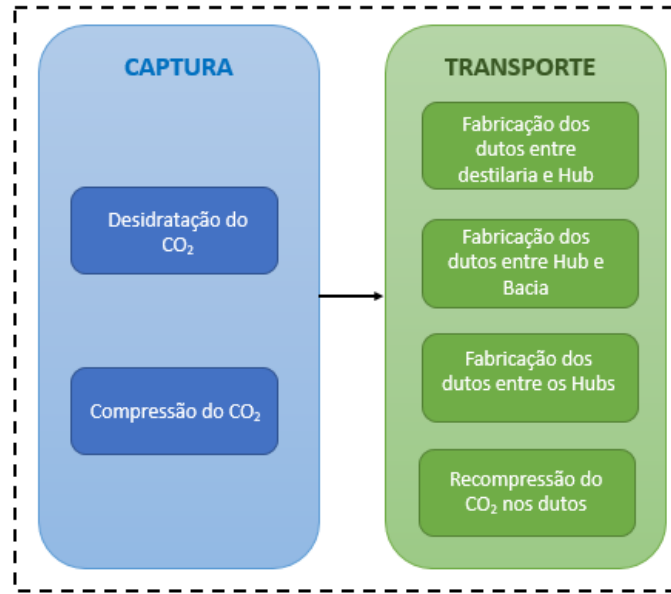 CAPTURA
Desidratação do
CO₂
Compressão do CO₂
TRANSPORTE
Fabricação dos
dutos entre
destilaria e Hub
Fabricação dos
dutos entre Hub e
Bacia
Fabricação dos
dutos entre os Hubs
Recompressão do
CO₂ nos dutos